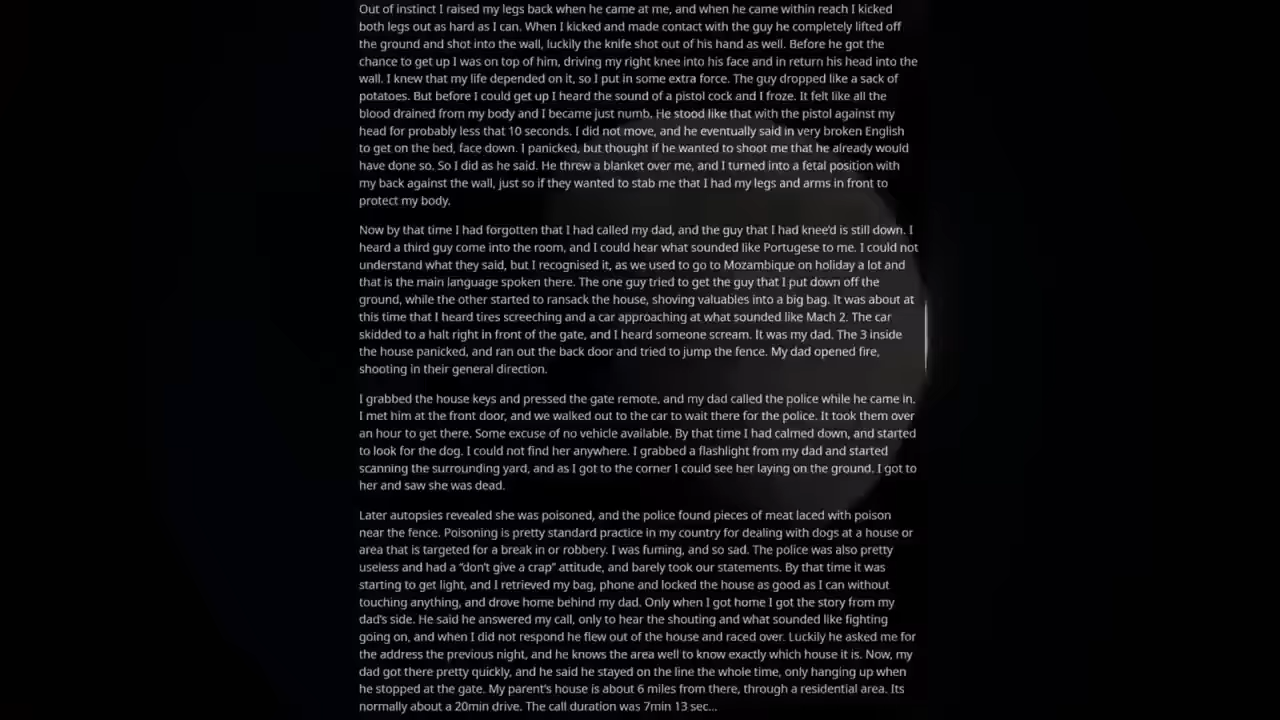 Out of instinct I raised my legs back when he came at me, and when he came within reach I kicked
both legs out as hard as I can. When I kicked and made contact with the guy he completely lifted off
the ground and shot into the wall, luckily the knife shot out of his hand as well. Before he got the
chance to get up I was on top of him, driving my right knee into his face and in return his head into the
wall. I knew that my life depended on it, so I put in some extra force. The guy dropped like a sack of
potatoes. But before I could get up I heard the sound of a pistol cock and I froze. It felt like all the
blood drained from my body and I became just numb. He stood like that with the pistol against my
head for probably less that 10 seconds. I did not move, and he eventually said in very broken English
to get on the bed, face down. I panicked, but thought if he wanted to shoot me that he already would
have done so. So I did as he said. He threw a blanket over me, and I turned into a fetal position with
my back against the wall, just so if they wanted to stab me that I had my legs and arms in front to
protect my body.
Now by that time I had forgotten that I had called my dad, and the guy that I had knee'd is still down. I
heard a third guy come into the room, and I could hear what sounded like Portugese to me. I could not
understand what they said, but I recognised it, as we used to go to Mozambique on holiday a lot and
that is the main language spoken there. The one guy tried to get the guy that I put down off the
ground, while the other started to ransack the house, shoving valuables into a big bag. It was about at
this time that I heard tires screeching and a car approaching at what sounded like Mach 2. The car
skidded to a halt right in front of the gate, and I heard someone scream. It was my dad. The 3 inside
the house panicked, and ran out the back door and tried to jump the fence. My dad opened fire,
shooting in their general direction.
I grabbed the house keys and pressed the gate remote, and my dad called the police while he came in.
I met him at the front door, and we walked out to the car to wait there for the police. It took them over
an hour to get there. Some excuse of no vehicle available. By that time I had calmed down, and started
to look for the dog. I could not find her anywhere. I grabbed a flashlight from my dad and started
scanning the surrounding yard, and as I got to the corner I could see her laying on the ground. I got to
her and saw she was dead.
Later autopsies revealed she was poisoned, and the police found pieces of meat laced with poison
near the fence. Poisoning is pretty standard practice in my country for dealing with dogs at a house or
area that is targeted for a break in or robbery. I was fuming, and so sad. The police was also pretty
useless and had a “don't give a crap” attitude, and barely took our statements. By that time it was
starting to get light, and I retrieved my bag, phone and locked the house as good as I can without
touching anything, and drove home behind my dad. Only when I got home I got the story from my
dad's side. He said he answered my call, only to hear the shouting and what sounded like fighting
going on, and when I did not respond he flew out of the house and raced over. Luckily he asked me for
the address the previous night, and he knows the area well to know exactly which house it is. Now, my
dad got there pretty quickly, and he said he stayed on the line the whole time, only hanging up when
he stopped at the gate. My parent's house is about 6 miles from there, through a residential area. Its
normally about a 20min drive. The call duration was 7min 13 sec...